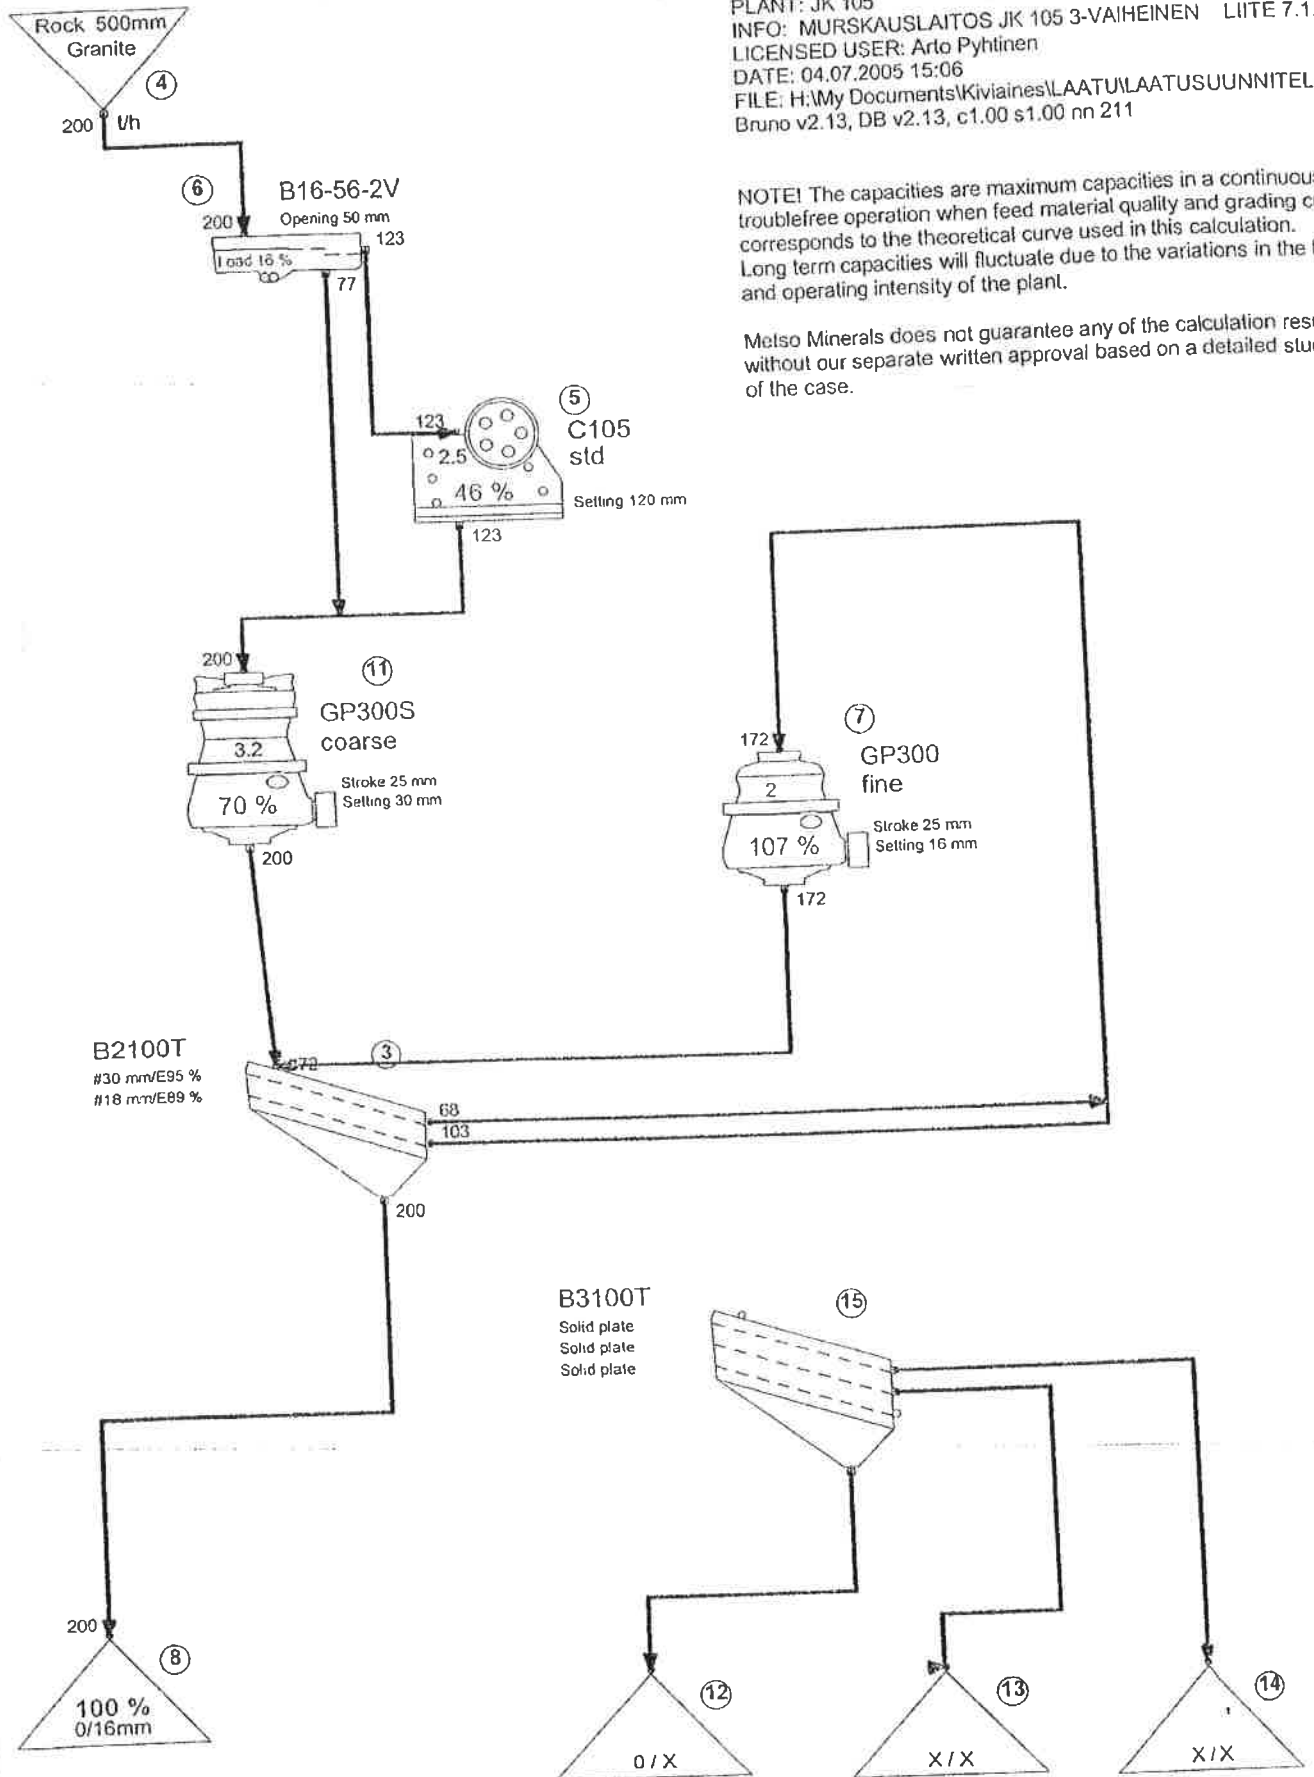 PLANT: JK 105
INFO: MURSKAUSLAITOS JK 105 3-VAIHEINEN LIITE 7.1.
LICENSED USER: Arto Pyhtinen
DATE: 04.07.2005 15:06
FILE: H:\My Documents\Kiviaines\LAATU\LAATUSUUNNITEL
Bruno v2.13, DB v2.13, c1.00 s1.00 nn 211
NOTE! The capacities are maximum capacities in a continuous
troublefree operation when feed material quality and grading
corresponds to the theoretical curve used in this calculation.
Long term capacities will fluctuate due to the variations in the
and operating intensity of the plant.
Metso Minerals does not guarantee any of the calculation
without our separate written approval based on a detailed
of the case.
Rock 500mm
Granite
4
200 t/h
6
B16-56-2V
Opening 50 mm
200
123
Load 16 %
77
5
C105
std
123
2.5
46 %
Setting 120 mm
123
200
11
GP300S
coarse
3.2
Stroke 25 mm
Setting 30 mm
70 %
200
7
172
GP300
fine
2
Stroke 25 mm
Setting 16 mm
107 %
172
B2100T
#30 mm/E95 %
#18 mm/E89 %
3
68
103
200
B3100T
Solid plate
Solid plate
Solid plate
15
200
8
100 %
0/16mm
12
0 / X
13
X / X
14
X / X